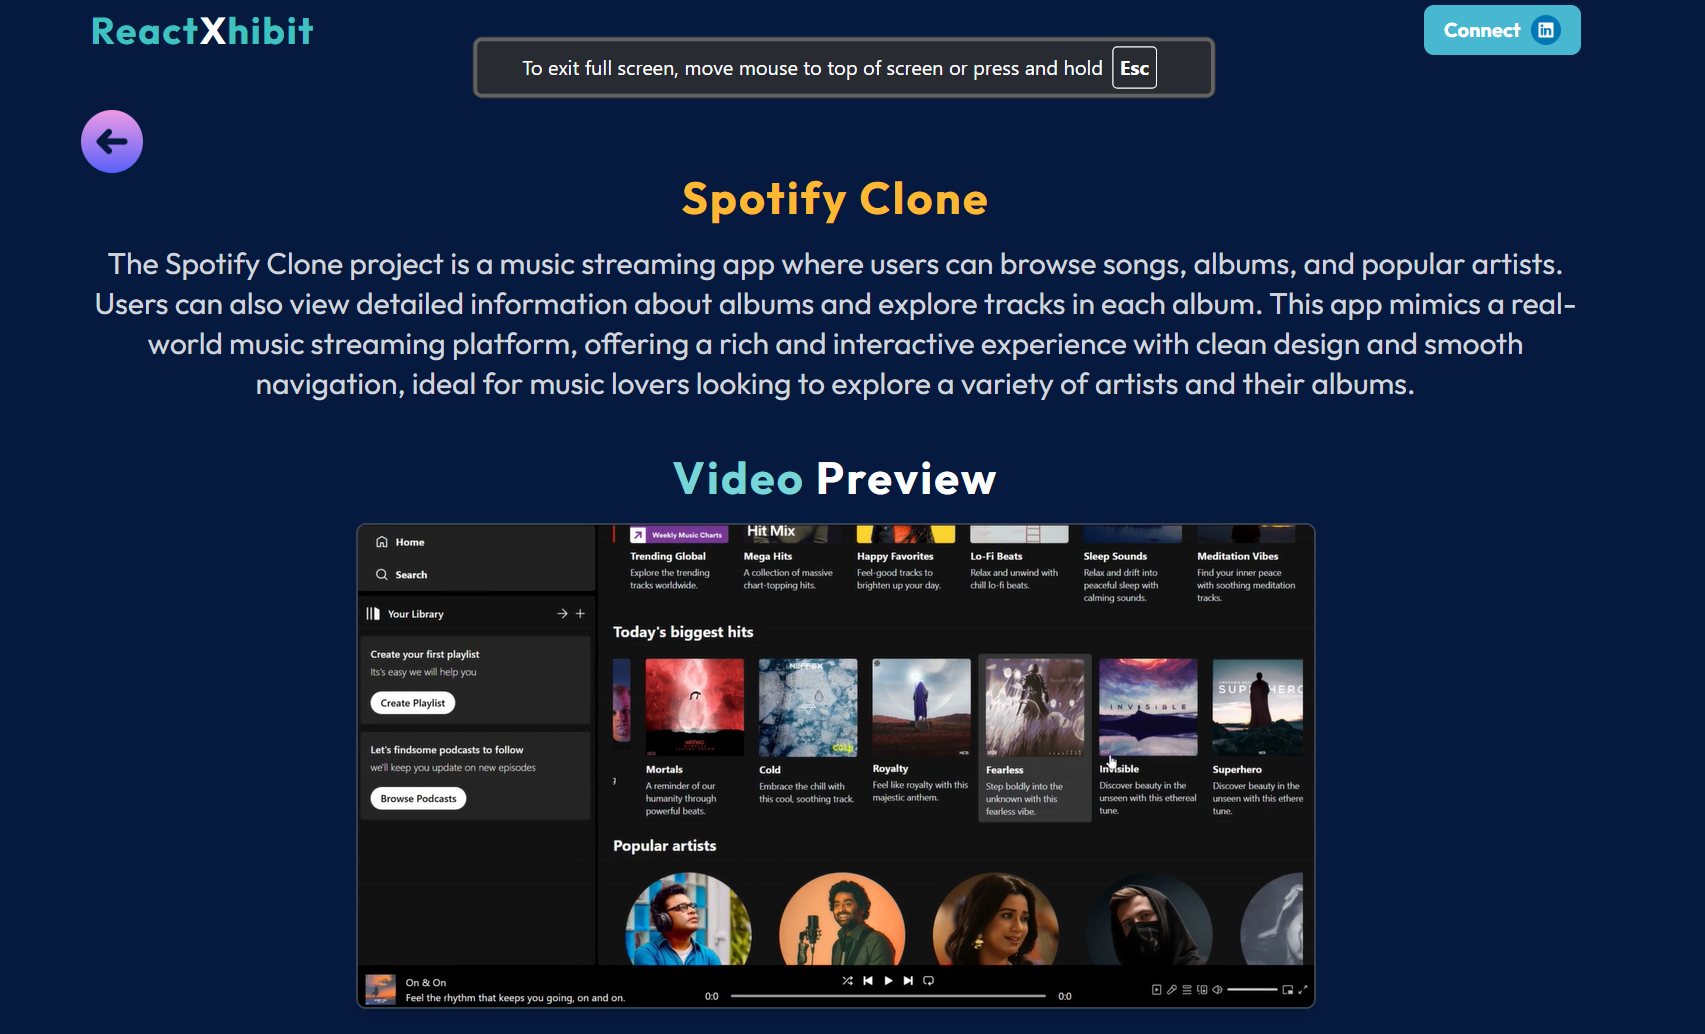 ReactXhibit
Connect
To exit full screen, move mouse to top of screen or press and hold Esc
Spotify Clone
The Spotify Clone project is a music streaming app where users can browse songs, albums, and popular artists.
Users can also view detailed information about albums and explore tracks in each album. This app mimics a real-
world music streaming platform, offering a rich and interactive experience with clean design and smooth
navigation, ideal for music lovers looking to explore a variety of artists and their albums.
Video Preview
Home
Search
Your Library
Create your first playlist
Its's easy we will help you
Create Playlist
Let's findsome podcasts to follow
we'll keep you update on new episodes
Browse Podcasts
Weekly Music Charts
Hit Mix
Trending Global
Explore the trending
tracks worldwide.
Mega Hits
A collection of massive
chart-topping hits.
Happy Favorites
Feel-good tracks to
brighten up your day.
Lo-Fi Beats
Relax and unwind with
chill lo-fi beats.
Sleep Sounds
Relax and drift into
peaceful sleep with
calming sounds.
Meditation Vibes
Find your inner peace
with soothing meditation
tracks.
Today's biggest hits
Mortals
A reminder of our
humanity through
powerful beats.
NEFFEX
COLD
Cold
Embrace the chill with
this cool, soothing track.
Royalty
Feel like royalty with this
majestic anthem.
Fearless
Step boldly into the
unknown with this
fearless vibe.
INVISIBLE
Invisible
Discover beauty in the
unseen with this ethereal
tune.
SUPERHERO
Superhero
Discover beauty in the
unseen with this ethere
tune.
Popular artists
On & On
Feel the rhythm that keeps you going, on and on.
0:0
0:0